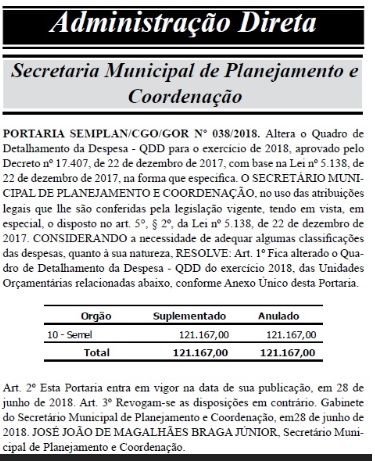 Administração Direta
Secretaria Municipal de Planejamento e
Coordenação
PORTARIA SEMPLAN/CGO/GOR Nº 038/2018. Altera o Quadro de
Detalhamento da Despesa - QDD para o exercício de 2018, aprovado pelo
Decreto nº 17.407, de 22 de dezembro de 2017, com base na Lei nº 5.138, de
22 de dezembro de 2017, na forma que especifica. O SECRETÁRIO MUNI-
CIPAL DE PLANEJAMENTO E COORDENAÇÃO, no uso das atribuições
legais que lhe são conferidas pela legislação vigente, tendo em vista, em
especial, o disposto no art. 5º, § 2º, da Lei nº 5.138, de 22 de dezembro de
2017. CONSIDERANDO a necessidade de adequar algumas classificações
das despesas, quanto à sua natureza, RESOLVE: Art. 1º Fica alterado o Qua-
dro de Detalhamento da Despesa - QDD do exercício 2018, das Unidades
Orçamentárias relacionadas abaixo, conforme Anexo Único desta Portaria.
Orgão Suplementado Anulado
10 - Semel 121.167,00 121.167,00
Total 121.167,00 121.167,00
Art. 2º Esta Portaria entra em vigor na data de sua publicação, em 28 de
junho de 2018. Art. 3º Revogam-se as disposições em contrário. Gabinete
do Secretário Municipal de Planejamento e Coordenação, em28 de junho de
2018. JOSÉ JOÃO DE MAGALHÃES BRAGA JÚNIOR, Secretário Muni-
cipal de Planejamento e Coordenação.